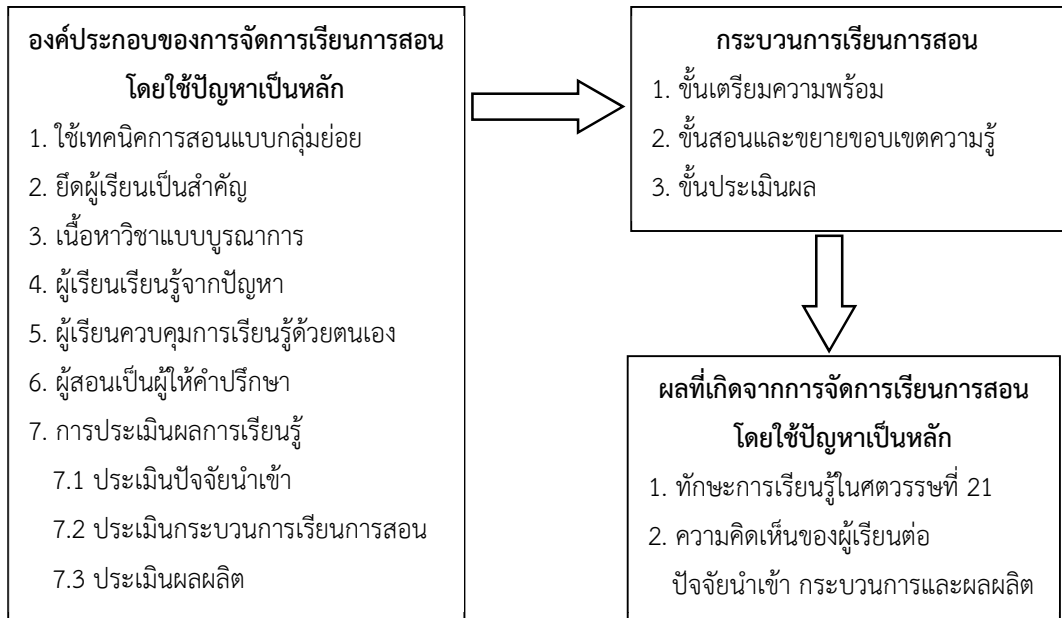 องค์ประกอบของการจัดการเรียนการสอน
โดยใช้ปัญหาเป็นหลัก
1. ใช้เทคนิคการสอนแบบกลุ่มย่อย
2. ยึดผู้เรียนเป็นสำคัญ
3. เนื้อหาวิชาแบบบูรณาการ
4. ผู้เรียนเรียนรู้จากปัญหา
5. ผู้เรียนควบคุมการเรียนรู้ด้วยตนเอง
6. ผู้สอนเป็นผู้ให้คำปรึกษา
7. การประเมินผลการเรียนรู้
7.1 ประเมินปัจจัยนำเข้า
7.2 ประเมินกระบวนการเรียนการสอน
7.3 ประเมินผลผลิต
กระบวนการเรียนการสอน
1. ขั้นเตรียมความพร้อม
2. ขั้นสอนและขยายขอบเขตความรู้
3. ขั้นประเมินผล
ผลที่เกิดจากการจัดการเรียนการสอน
โดยใช้ปัญหาเป็นหลัก
1. ทักษะการเรียนรู้ในศตวรรษที่ 21
2. ความคิดเห็นของผู้เรียนต่อ
ปัจจัยนำเข้า กระบวนการและผลผลิต